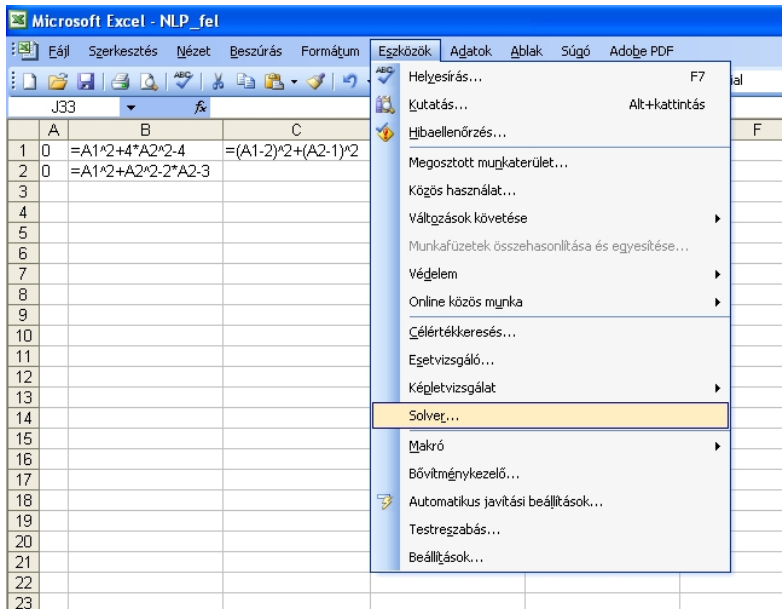 Microsoft Excel - NLP_fel
Fájl Szerkesztés Nézet Beszúrás Formátum Eszközök Adatok Ablak Súgó Adobe PDF
J33 fx
A B C F
1 0 =A1^2+4*A2^2-4 =(A1-2)^2+(A2-1)^2
2 0 =A1^2+A2^2-2*A2-3
3
4
5
6
7
8
9
10
11
12
13
14
15
16
17
18
19
20
21
22
23
ABC Helyesírás... F7
Kutatás... Alt+kattintás
Hibaellenőrzés...
Megosztott munkaterület...
Közös használat...
Változások követése
Munkafüzetek összehasonlítása és egyesítése...
Védelem
Online közös munka
Célértékkeresés...
Esetvizsgáló...
Képletvizsgálat
Solver...
Makró
Bővítménykezelő...
Automatikus javítási beállítások...
Testreszabás...
Beállítások...